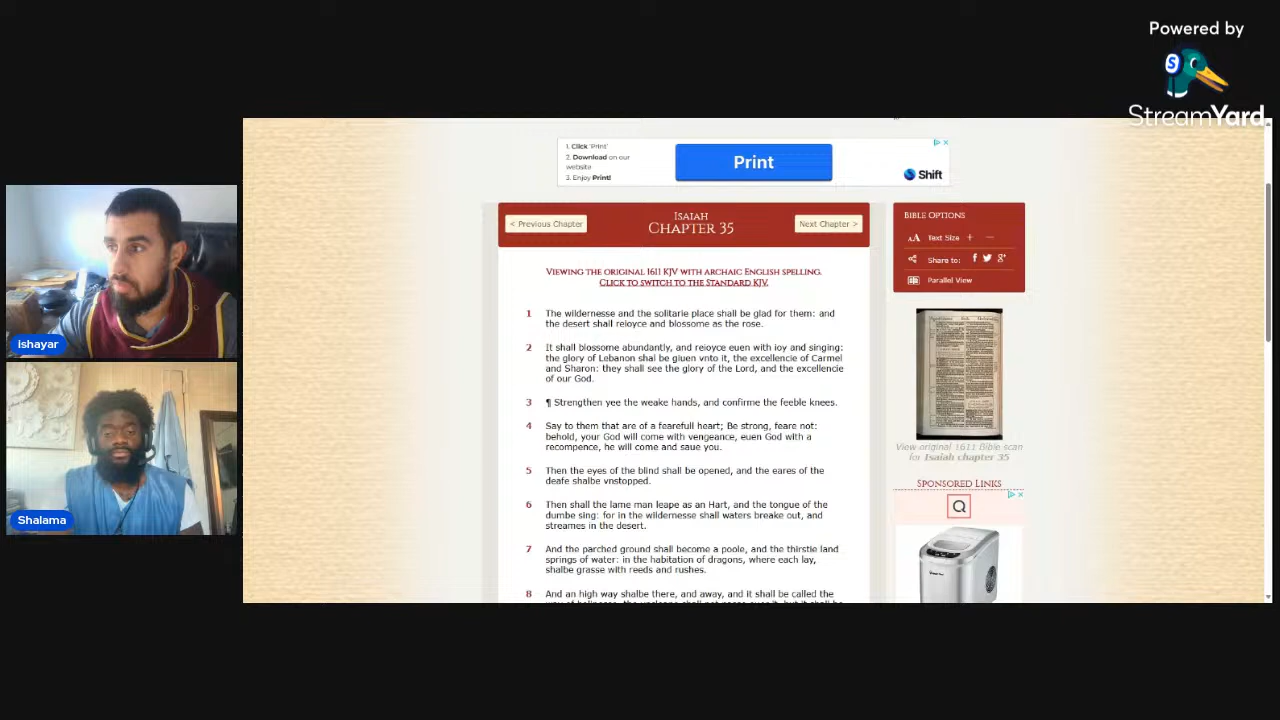 Powered by
StreamYard
1. Click 'Print'
2. Download on our
website
3. Enjoy Print!
Print
Shift
< Previous Chapter
Isaiah
Chapter 35
Next Chapter >
Viewing the original 1611 KJV with archaic English spelling.
Click to switch to the Standard KJV.
1 The wildernesse and the solitarie place shall be glad for them: and
the desert shall reioyce and blossome as the rose.
2 It shall blossome abundantly, and reioyce euen with ioy and singing:
the glory of Lebanon shal be giuen vnto it, the excellencie of Carmel
and Sharon: they shall see the glory of the Lord, and the excellencie
of our God.
3 ¶ Strengthen yee the weake hands, and confirme the feeble knees.
4 Say to them that are of a fearefull heart; Be strong, feare not:
behold, your God will come with vengeance, euen God with a
recompence, he will come and saue you.
5 Then the eyes of the blind shall be opened, and the eares of the
deafe shalbe vnstopped.
6 Then shall the lame man leape as an Hart, and the tongue of the
dumbe sing: for in the wildernesse shall waters breake out, and
streames in the desert.
7 And the parched ground shall become a poole, and the thirstie land
springs of water: in the habitation of dragons, where each lay,
shalbe grasse with reeds and rushes.
8 And an high way shalbe there, and away, and it shall be called the
Bible Options
AA Text Size + —
Share to: f g+
Parallel View
View original 1611 Bible scan
for Isaiah chapter 35
Sponsored Links
ishayar
Shalama